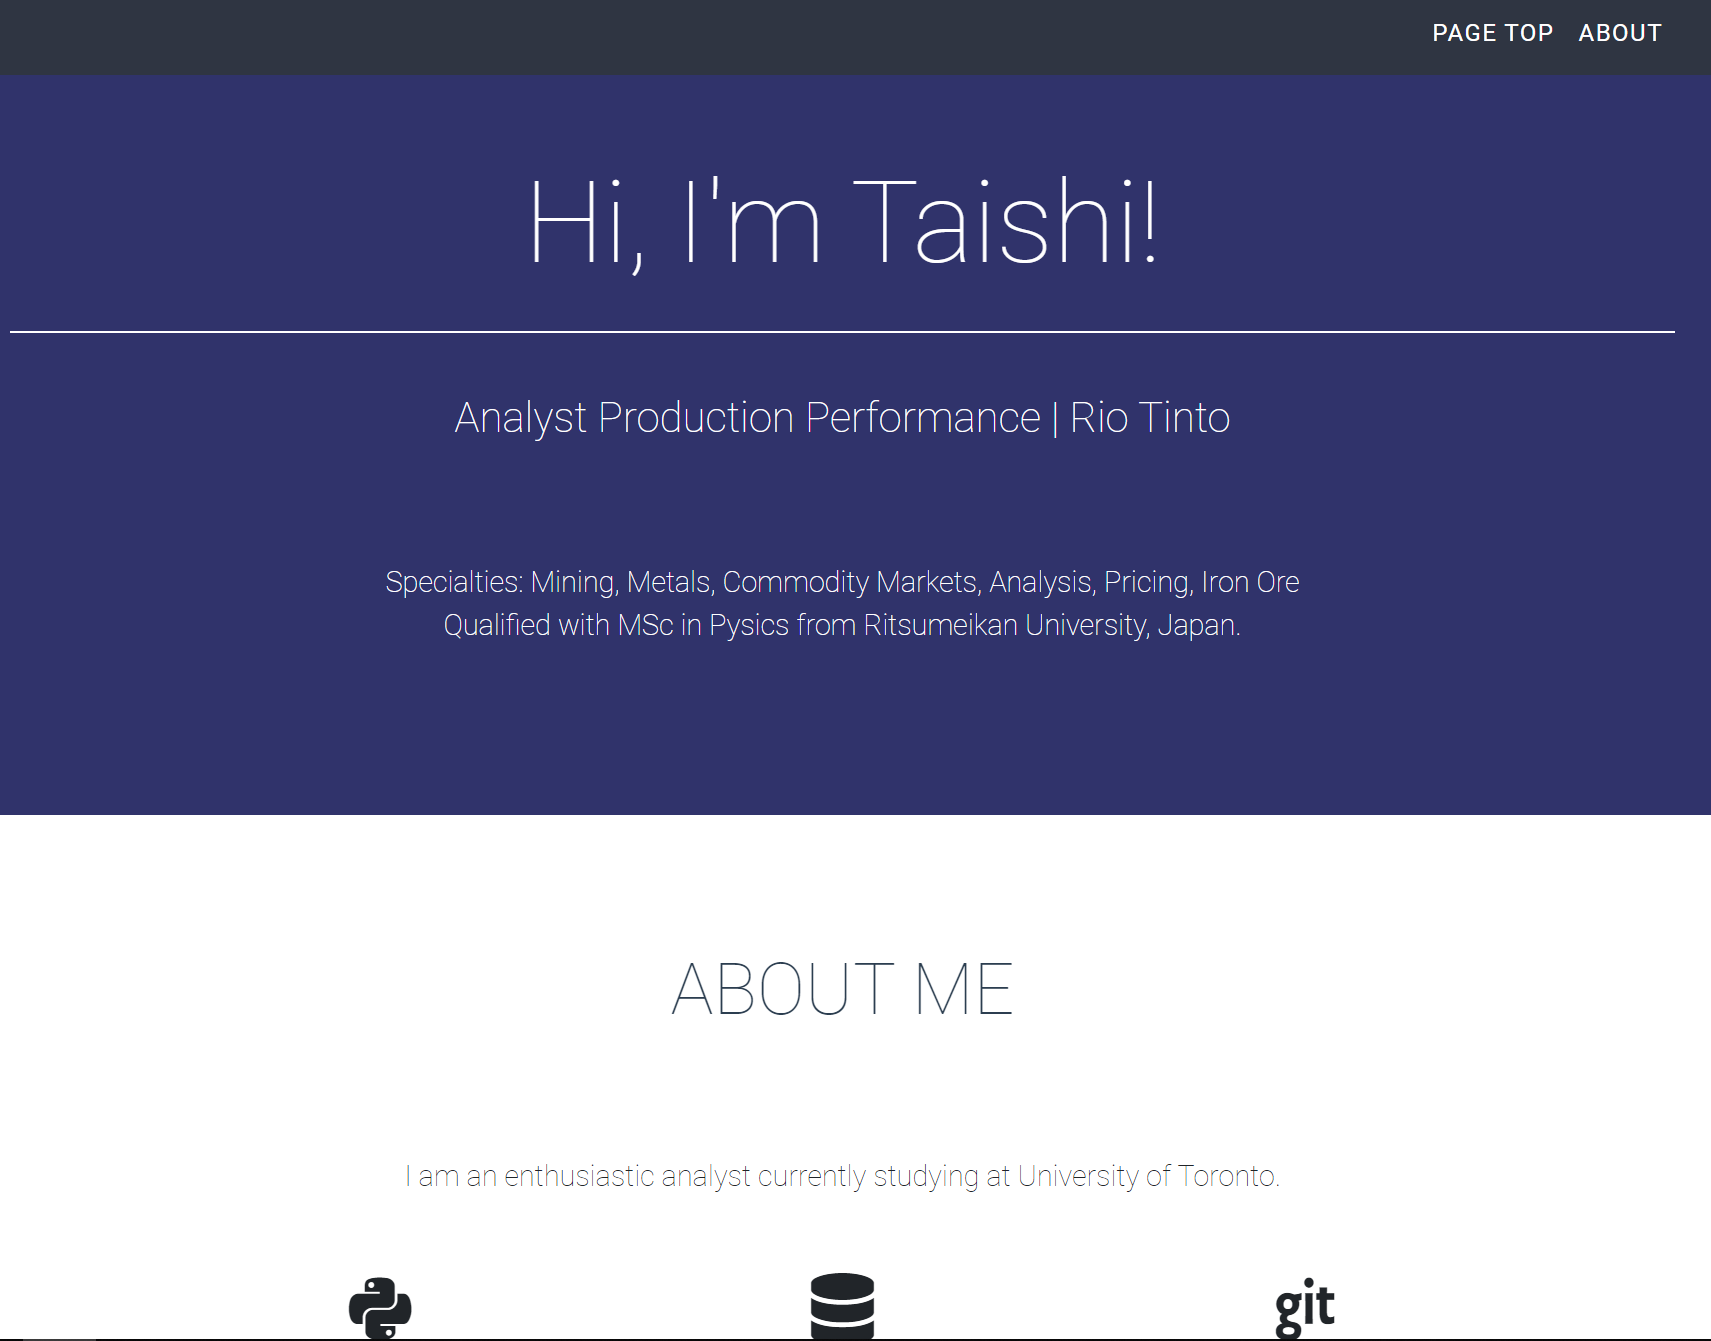 PAGE TOP ABOUT
Hi, I'm Taishi!
Analyst Production Performance | Rio Tinto
Specialties: Mining, Metals, Commodity Markets, Analysis, Pricing, Iron Ore
Qualified with MSc in Pysics from Ritsumeikan University, Japan.
ABOUT ME
I am an enthusiastic analyst currently studying at University of Toronto.
git